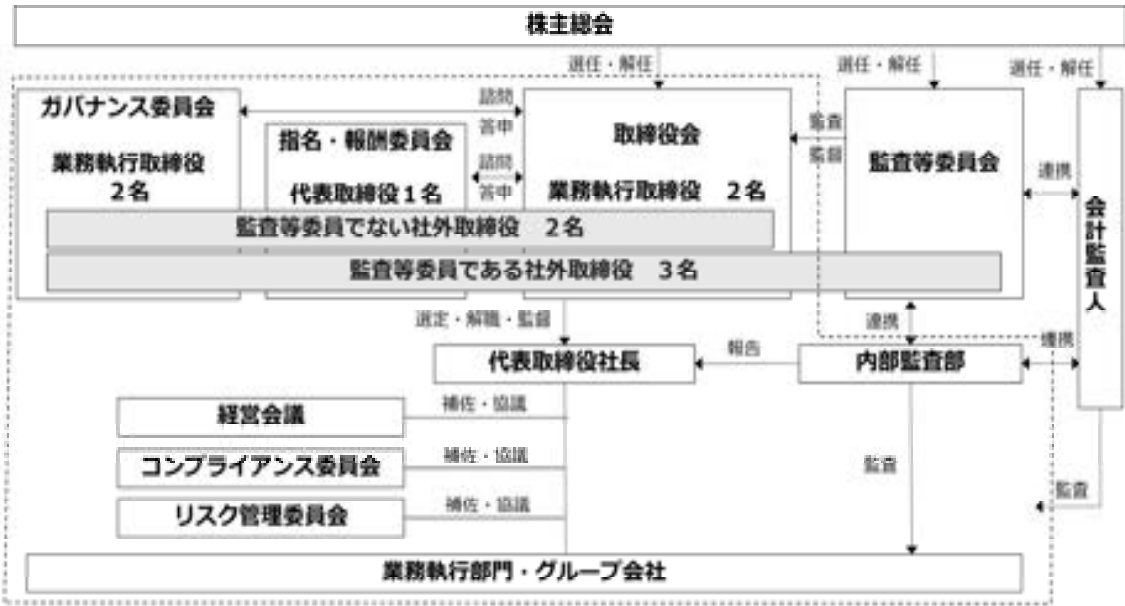 株主総会
選任・解任
選任・解任
選任・解任
ガバナンス委員会
業務執行取締役
2名
諮問
答申
指名・報酬委員会
代表取締役1名
諮問
答申
取締役会
業務執行取締役 2名
監査
監督
監査等委員会
連携
会計監査人
監査等委員でない社外取締役 2名
監査等委員である社外取締役 3名
選定・解職・監督
連携
連携
代表取締役社長
報告
内部監査部
経営会議
補佐・協議
コンプライアンス委員会
補佐・協議
監査
監査
リスク管理委員会
補佐・協議
業務執行部門・グループ会社